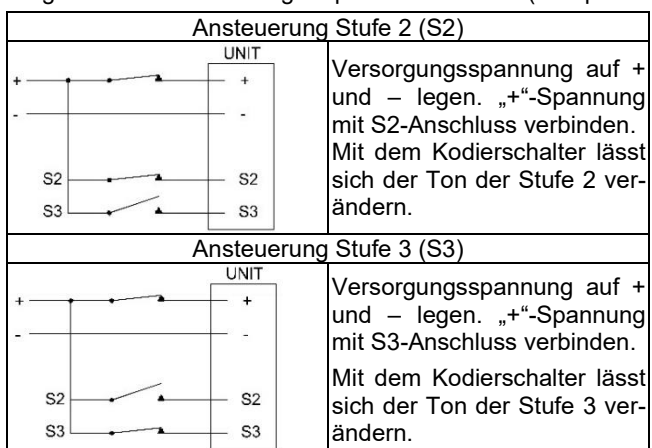 Ansteuerung Stufe 2 (S2)
UNIT
+ +
- -
S2 S2
S3 S3
Versorgungsspannung auf +
und – legen. „+“-Spannung
mit S2-Anschluss verbinden.
Mit dem Kodierschalter lässt
sich der Ton der Stufe 2 ver-
ändern.
Ansteuerung Stufe 3 (S3)
UNIT
+ +
- -
S2 S2
S3 S3
Versorgungsspannung auf +
und – legen. „+“-Spannung
mit S3-Anschluss verbinden.
Mit dem Kodierschalter lässt
sich der Ton der Stufe 3 ver-
ändern.